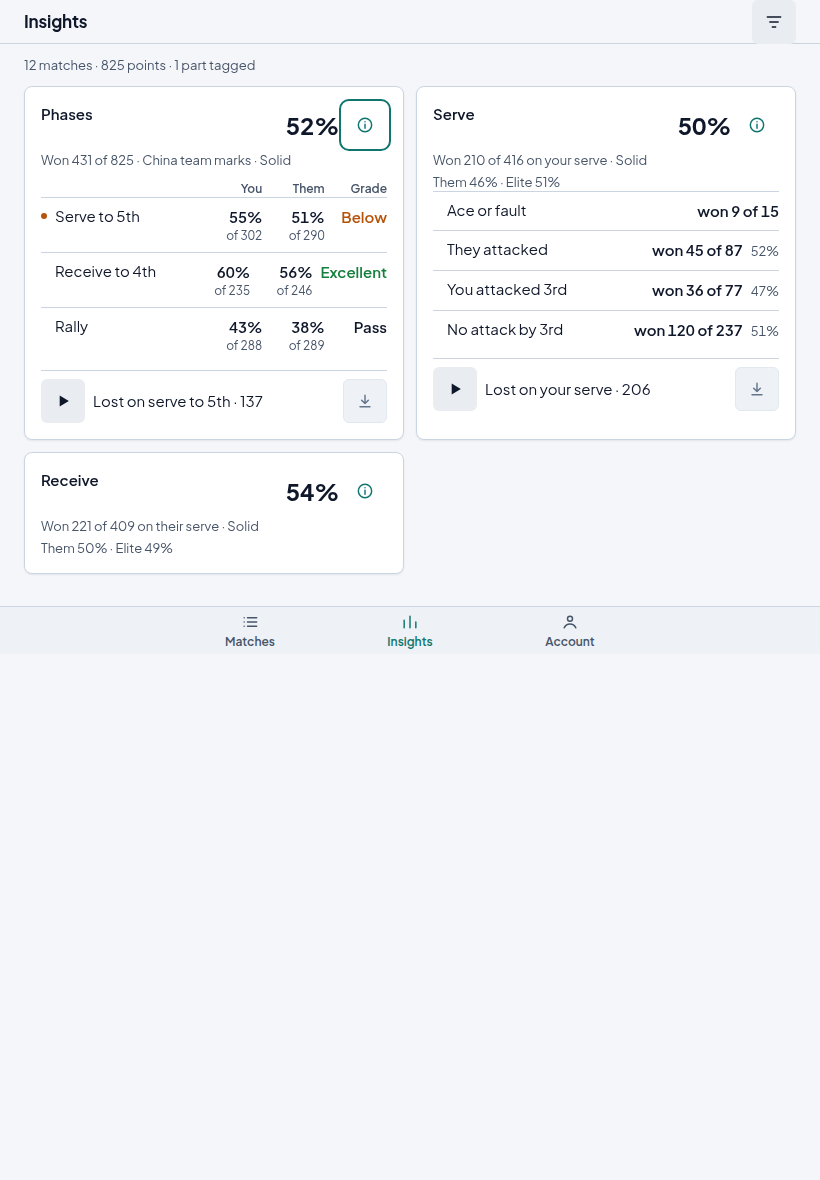 Insights
12 matches · 825 points · 1 part tagged
Phases
52%
Won 431 of 825 · China team marks · Solid
You Them Grade
Serve to 5th 55% 51% Below
of 302 of 290
Receive to 4th 60% 56% Excellent
of 235 of 246
Rally 43% 38% Pass
of 288 of 289
Lost on serve to 5th · 137
Serve
50%
Won 210 of 416 on your serve · Solid
Them 46% · Elite 51%
Ace or fault won 9 of 15
They attacked won 45 of 87 52%
You attacked 3rd won 36 of 77 47%
No attack by 3rd won 120 of 237 51%
Lost on your serve · 206
Receive
54%
Won 221 of 409 on their serve · Solid
Them 50% · Elite 49%
Matches Insights Account